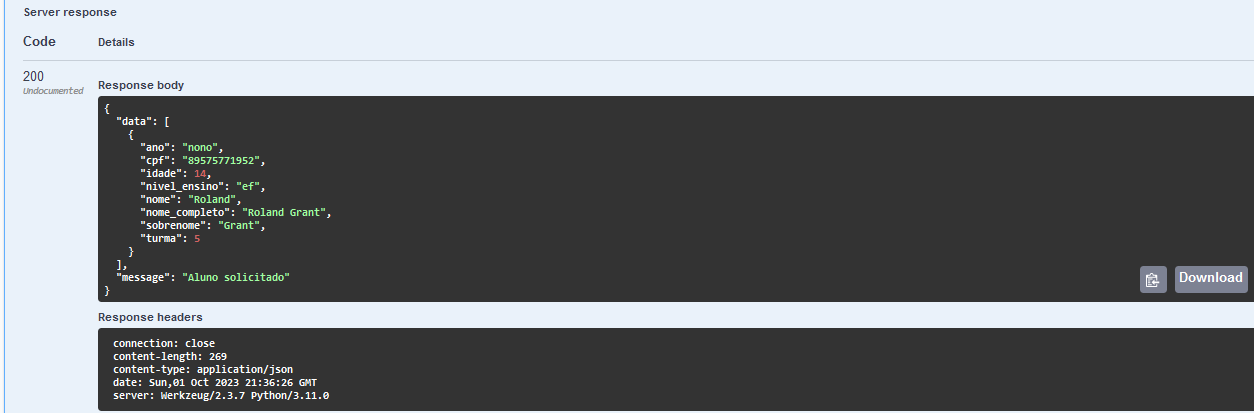 Server response
Code Details
200
Undocumented
Response body
{
  "data": [
    {
      "ano": "nono",
      "cpf": "89575771952",
      "idade": 14,
      "nivel_ensino": "ef",
      "nome": "Roland",
      "nome_completo": "Roland Grant",
      "sobrenome": "Grant",
      "turma": 5
    }
  ],
  "message": "Aluno solicitado"
}
Download
Response headers
connection: close
content-length: 269
content-type: application/json
date: Sun,01 Oct 2023 21:36:26 GMT
server: Werkzeug/2.3.7 Python/3.11.0